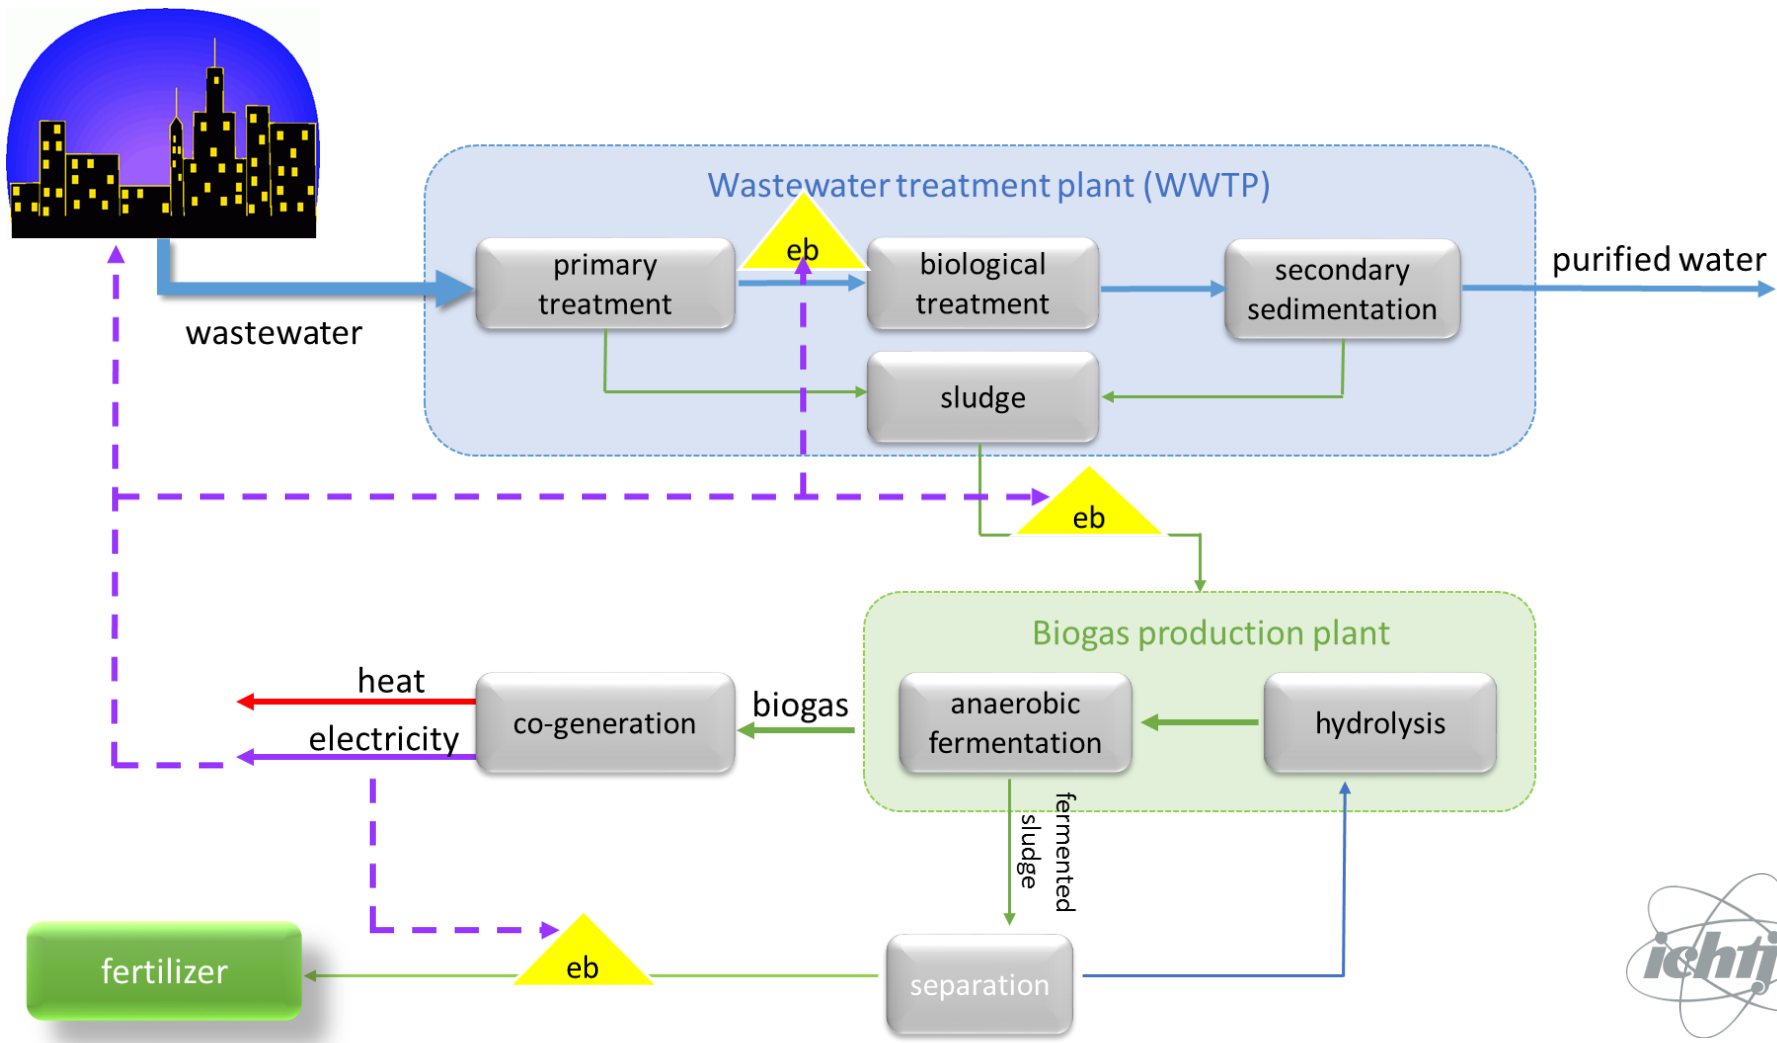 Wastewater treatment plant (WWTP)
eb
primary
treatment
biological
treatment
secondary
sedimentation
purified water
wastewater
sludge
eb
Biogas production plant
heat
electricity
co-generation
biogas
anaerobic
fermentation
hydrolysis
fermented
sludge
fertilizer
eb
separation
ichtj